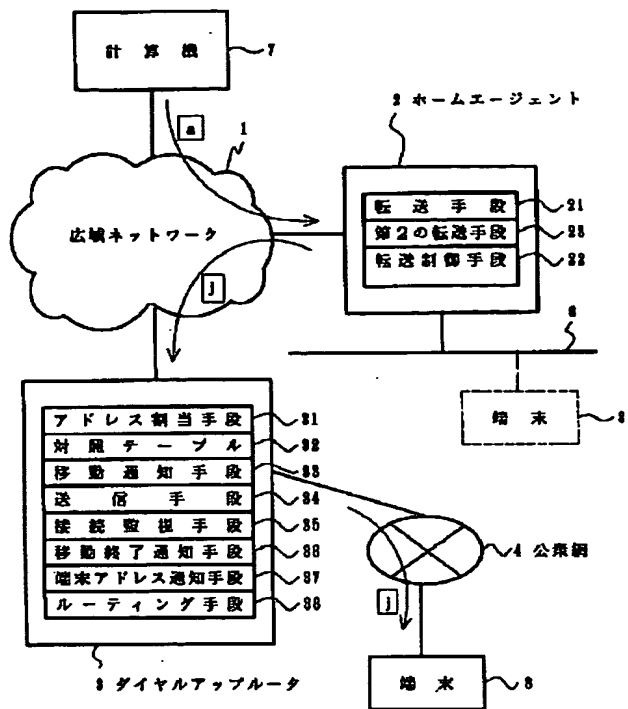 計算機
7
2 ホームエージェント
a
1
転送手段
21
第2の転送手段
23
転送制御手段
22
広域ネットワーク
j
6
端末
アドレス割当手段
31
対照テーブル
32
移動通知手段
33
送信手段
34
接続監視手段
35
移動終了通知手段
36
端末アドレス通知手段
37
ルーティング手段
38
4 公衆網
j
3 ダイヤルアップルータ
端末